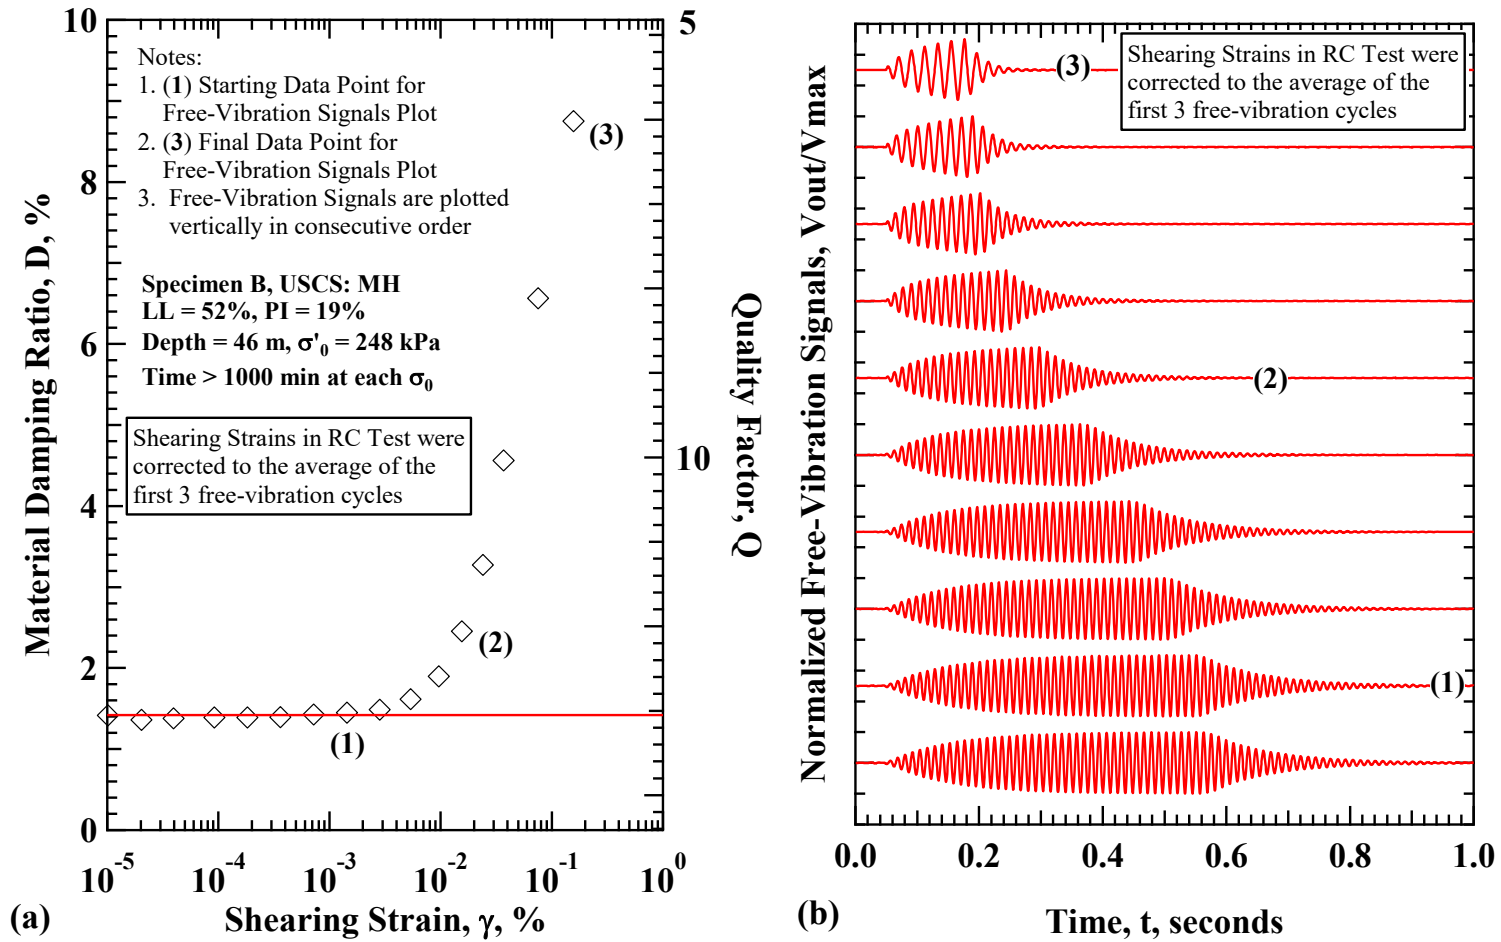 Notes:
1. (1) Starting Data Point for
Free-Vibration Signals Plot
2. (3) Final Data Point for
Free-Vibration Signals Plot
3. Free-Vibration Signals are plotted
vertically in consecutive order
Specimen B, USCS: MH
LL = 52%, PI = 19%
Depth = 46 m, σ'0 = 248 kPa
Time > 1000 min at each σ0
Shearing Strains in RC Test were
corrected to the average of the
first 3 free-vibration cycles
(1)
(2)
(3)
Material Damping Ratio, D, %
10
8
6
4
2
0
5
10
Quality Factor, Q
10^-5
10^-4
10^-3
10^-2
10^-1
10^0
Shearing Strain, γ, %
(a)
Normalized Free-Vibration Signals, Vout/Vmax
Shearing Strains in RC Test were
corrected to the average of the
first 3 free-vibration cycles
(3)
(2)
(1)
0.0
0.2
0.4
0.6
0.8
1.0
Time, t, seconds
(b)